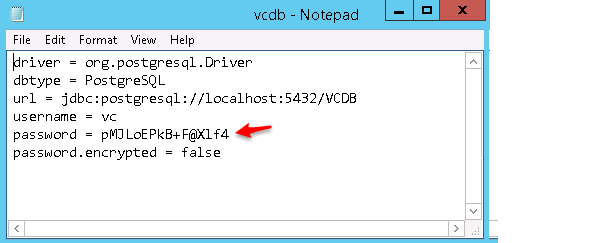 vcdb - Notepad
File Edit Format View Help
driver = org.postgresql.Driver
dbtype = PostgreSQL
url = jdbc:postgresql://localhost:5432/VCDB
username = vc
password = pMJLoEPkB+F@Xlf4
password.encrypted = false